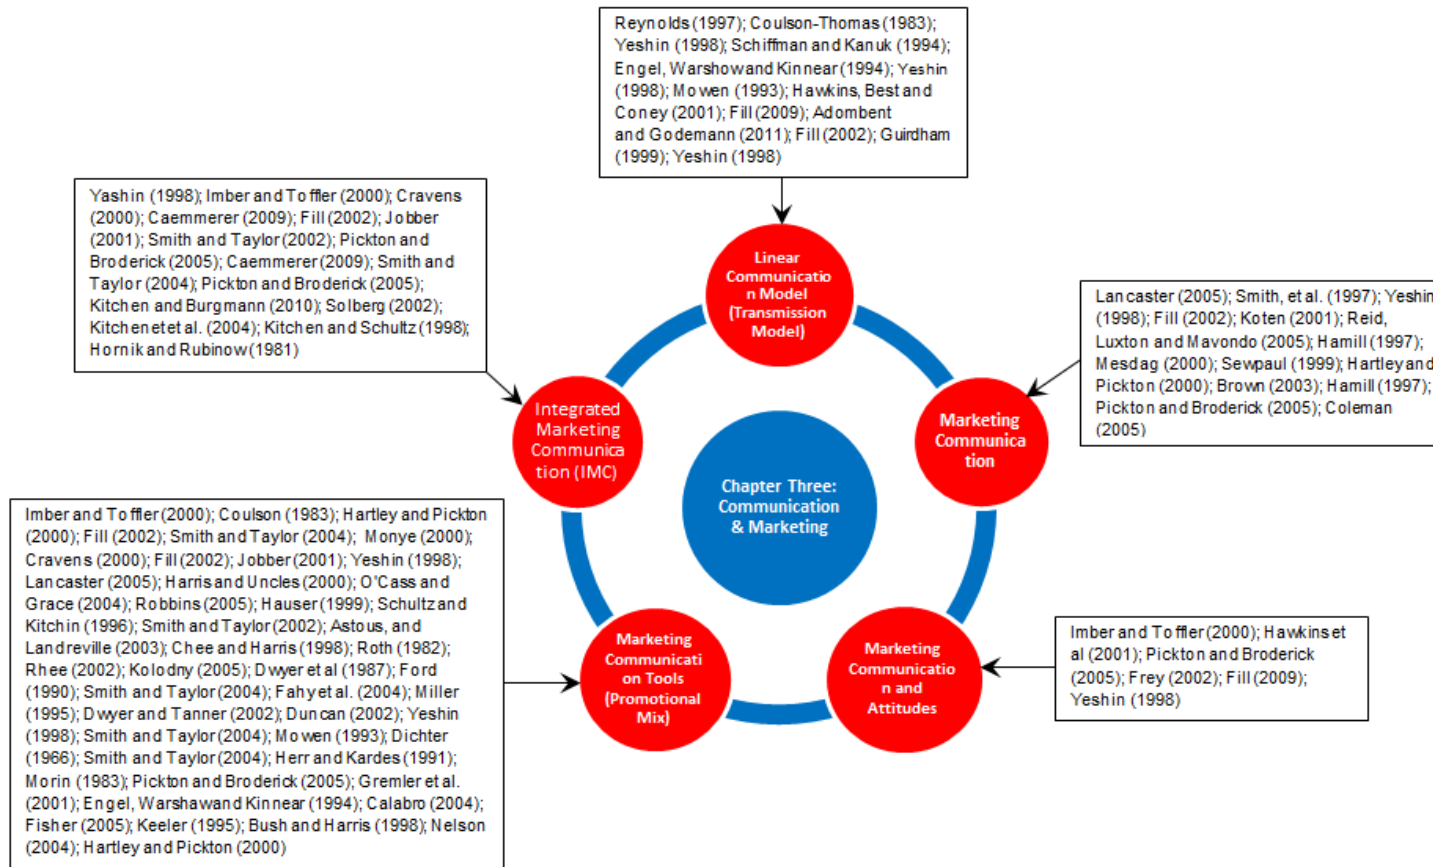 Reynolds (1997); Coulson-Thomas (1983);
Yeshin (1998); Schiffman and Kanuk (1994);
Engel, Warshowand Kinnear (1994); Yeshin
(1998); Mowen (1993); Hawkins, Best and
Coney (2001); Fill (2009); Adombent
and Godemann (2011); Fill (2002); Guirdham
(1999); Yeshin (1998)
Yashin (1998); Imber and Toffler (2000); Cravens
(2000); Caemmerer (2009); Fill (2002); Jobber
(2001); Smith and Taylor (2002); Pickton and
Broderick (2005); Caemmerer (2009); Smith and
Taylor (2004); Pickton and Broderick (2005);
Kitchen and Burgmann (2010); Solberg (2002);
Kitchenetet al. (2004); Kitchen and Schultz (1998);
Hornik and Rubinow (1981)
Linear
Communicatio
n Model
(Transmission
Model)
Lancaster (2005); Smith, et al. (1997); Yeshin
(1998); Fill (2002); Koten (2001); Reid,
Luxton and Mavondo (2005); Hamill (1997);
Mesdag (2000); Sewpaul (1999); Hartley and
Pickton (2000); Brown (2003); Hamill (1997);
Pickton and Broderick (2005); Coleman
(2005)
Integrated
Marketing
Communica
tion (IMC)
Marketing
Communica
tion
Chapter Three:
Communication
& Marketing
Imber and Toffler (2000); Coulson (1983); Hartley and Pickton
(2000); Fill (2002); Smith and Taylor (2004); Monye (2000);
Cravens (2000); Fill (2002); Jobber (2001); Yeshin (1998);
Lancaster (2005); Harris and Uncles (2000); O'Cass and
Grace (2004); Robbins (2005); Hauser (1999); Schultz and
Kitchin (1996); Smith and Taylor (2002); Astous, and
Landreville (2003); Chee and Harris (1998); Roth (1982);
Rhee (2002); Kolodny (2005); Dwyer et al (1987); Ford
(1990); Smith and Taylor (2004); Fahy et al. (2004); Miller
(1995); Dwyer and Tanner (2002); Duncan (2002); Yeshin
(1998); Smith and Taylor (2004); Mowen (1993); Dichter
(1966); Smith and Taylor (2004); Herr and Kardes (1991);
Morin (1983); Pickton and Broderick (2005); Gremler et al.
(2001); Engel, Warshawand Kinnear (1994); Calabro (2004);
Fisher (2005); Keeler (1995); Bush and Harris (1998); Nelson
(2004); Hartley and Pickton (2000)
Marketing
Communicati
on Tools
(Promotional
Mix)
Marketing
Communicatio
n and
Attitudes
Imber and Toffler (2000); Hawkins et
al (2001); Pickton and Broderick
(2005); Frey (2002); Fill (2009);
Yeshin (1998)